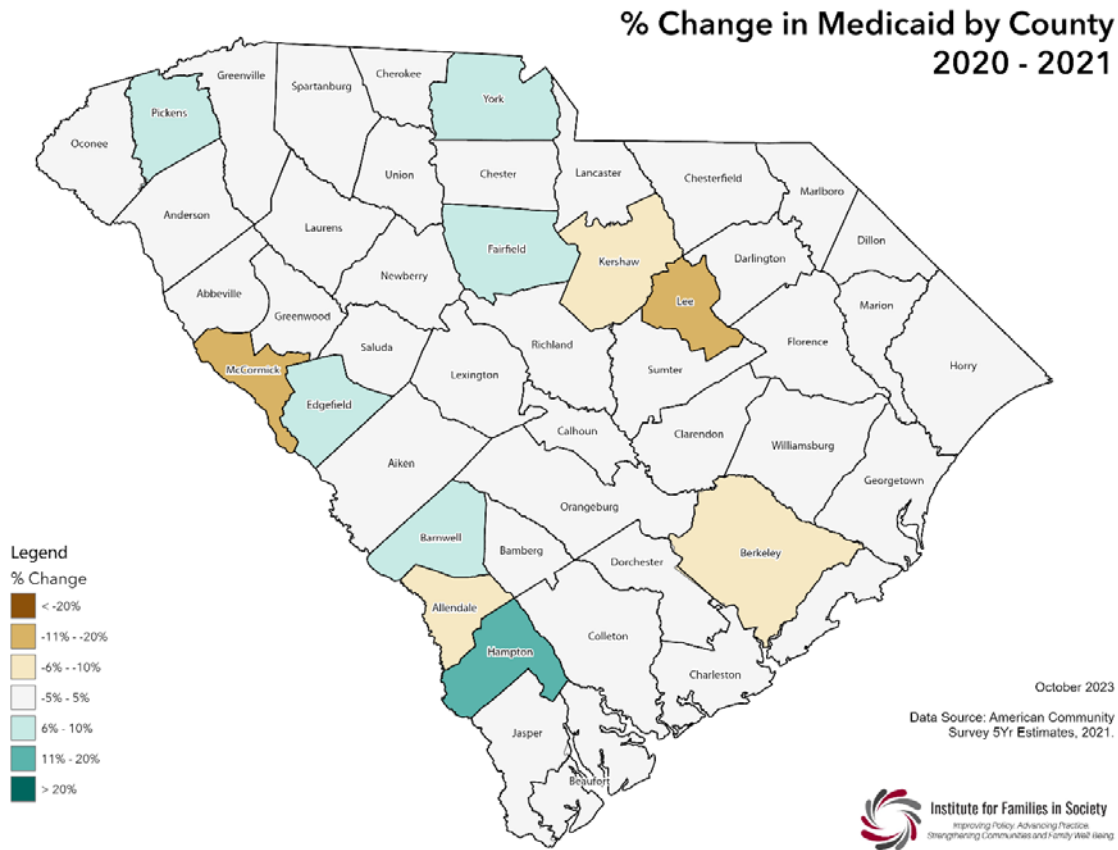 % Change in Medicaid by County
2020 - 2021
Greenville
Spartanburg
Cherokee
York
Pickens
Oconee
Union
Chester
Lancaster
Chesterfield
Marlboro
Anderson
Laurens
Fairfield
Kershaw
Darlington
Dillon
Abbeville
Newberry
Lee
Marion
Greenwood
Saluda
Richland
Florence
Horry
McCormick
Lexington
Sumter
Edgefield
Calhoun
Clarendon
Williamsburg
Aiken
Georgetown
Orangeburg
Barnwell
Bamberg
Dorchester
Berkeley
Allendale
Colleton
Hampton
Charleston
Jasper
Beaufort
Legend
% Change
< -20%
-11% - -20%
-6% - -10%
-5% - 5%
6% - 10%
11% - 20%
> 20%
October 2023
Data Source: American Community
Survey 5Yr Estimates, 2021.
Institute for Families in Society
Improving Policy. Advancing Practice.
Strengthening Communities and Family Well Being.